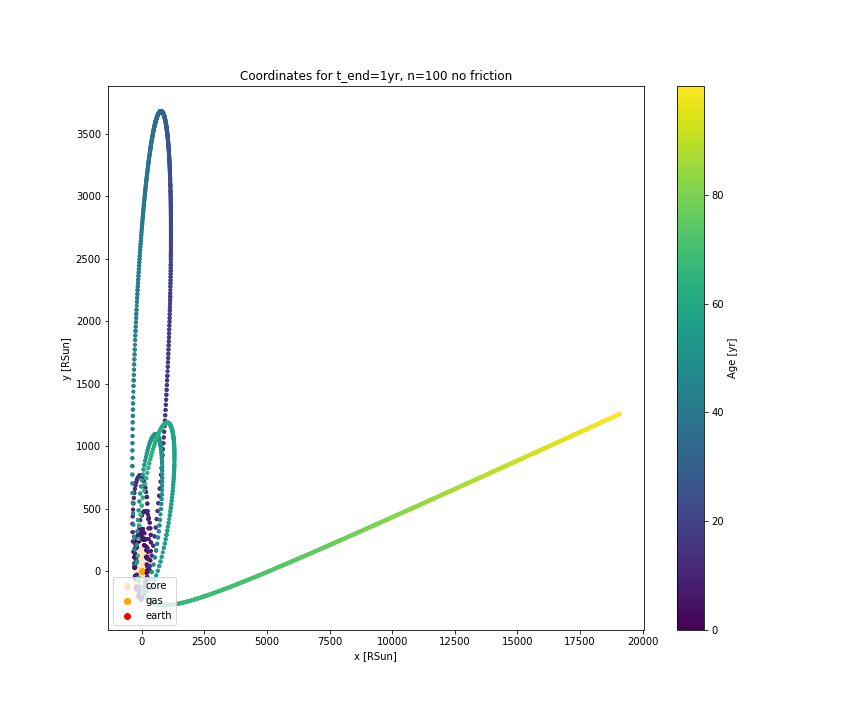 Coordinates for t_end=1yr, n=100 no friction
3500
3000
2500
2000
1500
1000
500
0
y [RSun]
core
gas
earth
0 2500 5000 7500 10000 12500 15000 17500 20000
x [RSun]
80
60
40
20
0
Age [yr]